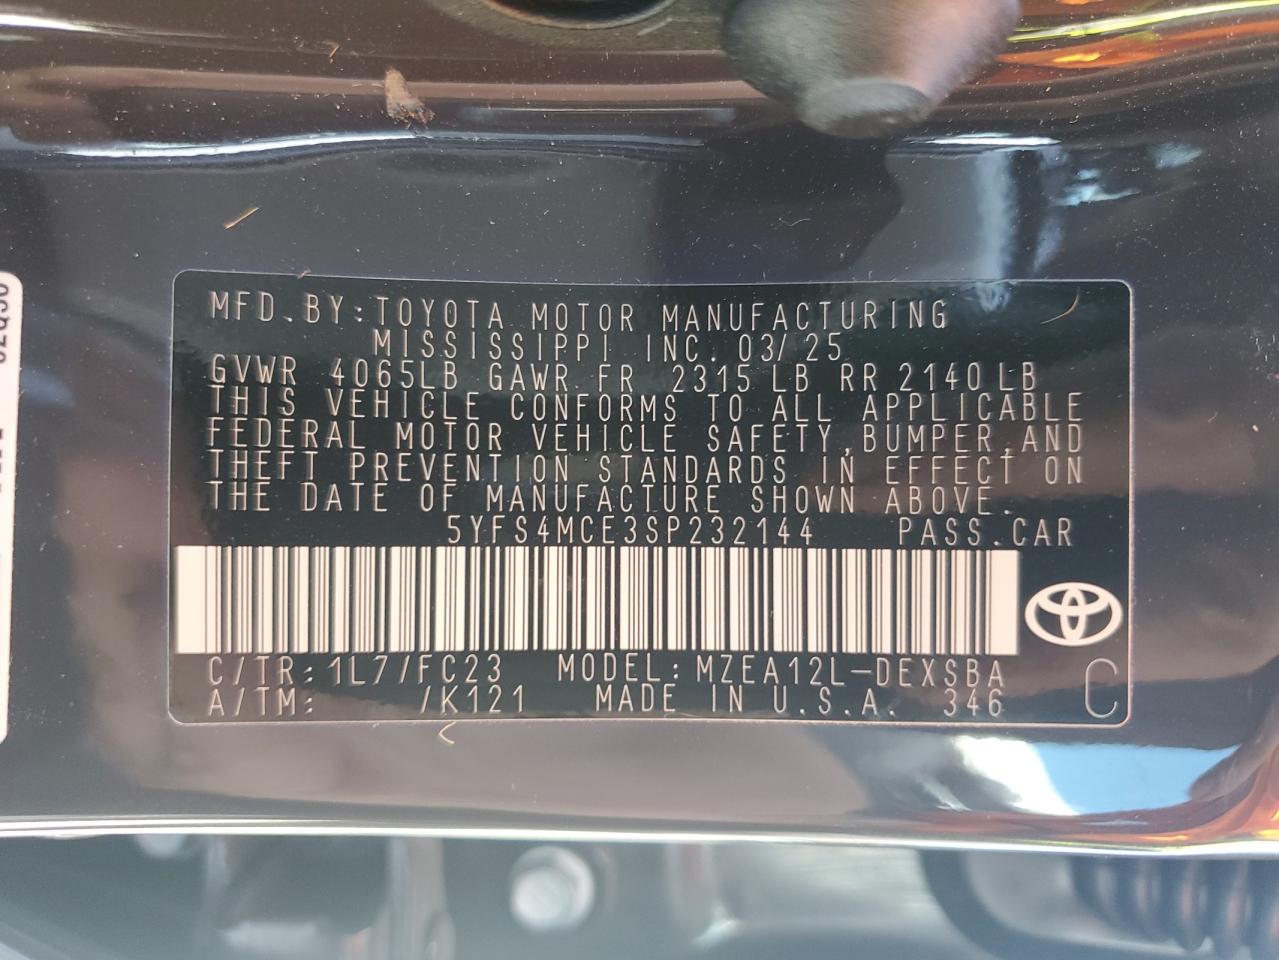 MFD. BY: TOYOTA MOTOR MANUFACTURING
MISSISSIPPI INC. 03/25
GVWR 4065LB GAWR FR 2315 LB RR 2140 LB
THIS VEHICLE CONFORMS TO ALL APPLICABLE
FEDERAL MOTOR VEHICLE SAFETY, BUMPER, AND
THEFT PREVENTION STANDARDS IN EFFECT ON
THE DATE OF MANUFACTURE SHOWN ABOVE.
5YFS4MCE3SP232144 PASS. CAR
C/TR: 1L7/FC23 MODEL: MZEA12L-DEXSBA
A/TM: /K121 MADE IN U.S.A. 346
C